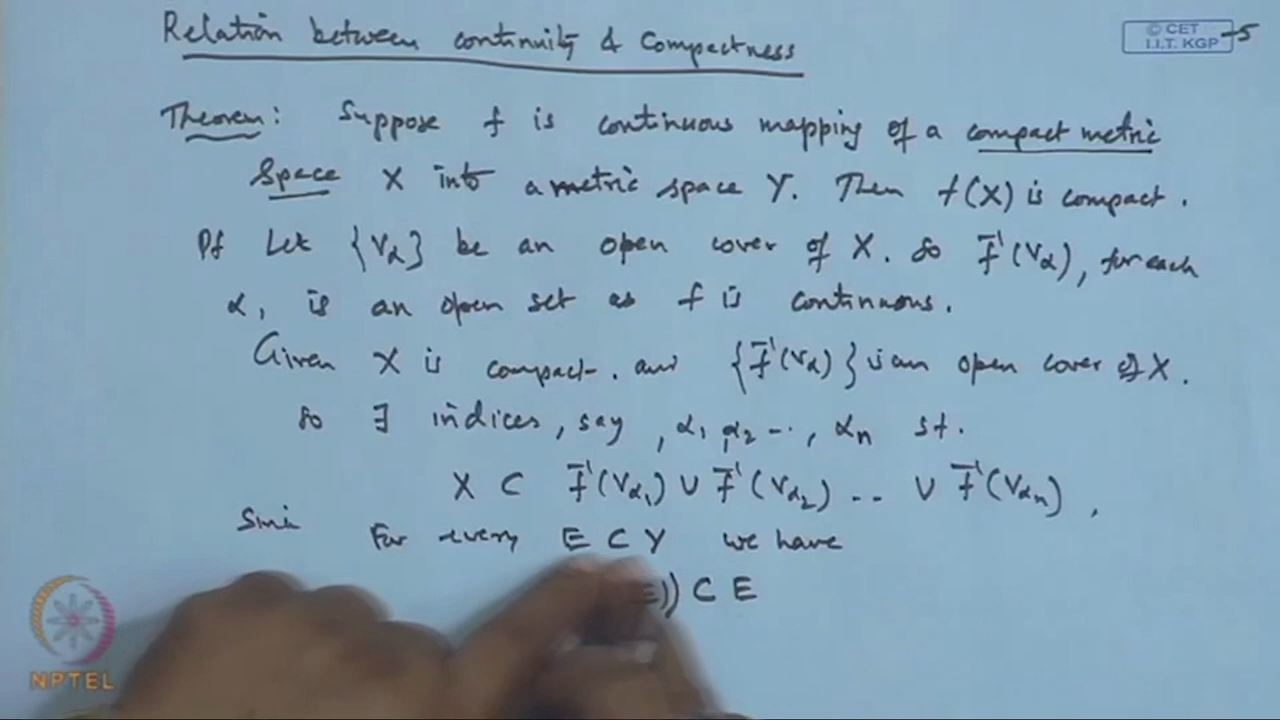 Relation between continuity & Compactness
© CET
I.I.T. KGP
Theorem: Suppose f is continuous mapping of a compact metric
Space X into a metric space Y. Then f(X) is compact.
Pf Let {Vα} be an open cover of X. So f⁻¹(Vα), for each
α, is an open set as f is continuous.
Given X is compact. and {f⁻¹(Vα)} is an open cover of X.
So ∃ indices, say, α₁, α₂ --, αₙ st.
X ⊂ f⁻¹(Vα₁) ∪ f⁻¹(Vα₂) -- ∪ f⁻¹(Vαₙ),
Since For every E ⊂ Y we have
E)) ⊂ E
NPTEL